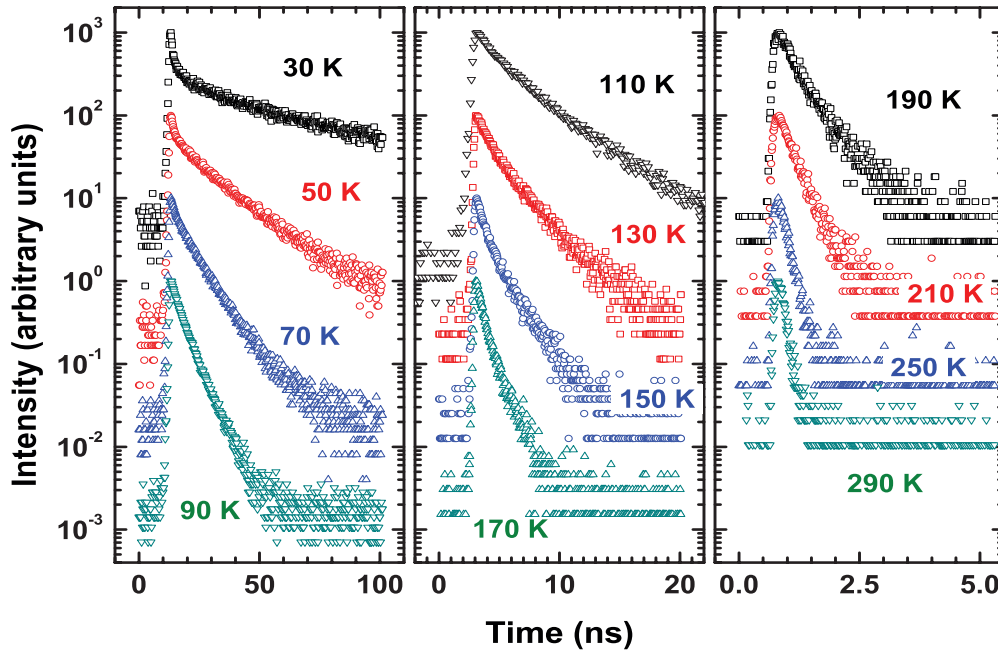 Intensity (arbitrary units)
10³
10²
10¹
10⁰
10⁻¹
10⁻²
10⁻³
30 K
50 K
70 K
90 K
110 K
130 K
150 K
170 K
190 K
210 K
250 K
290 K
0 50 100
0 10 20
0.0 2.5 5.0
Time (ns)